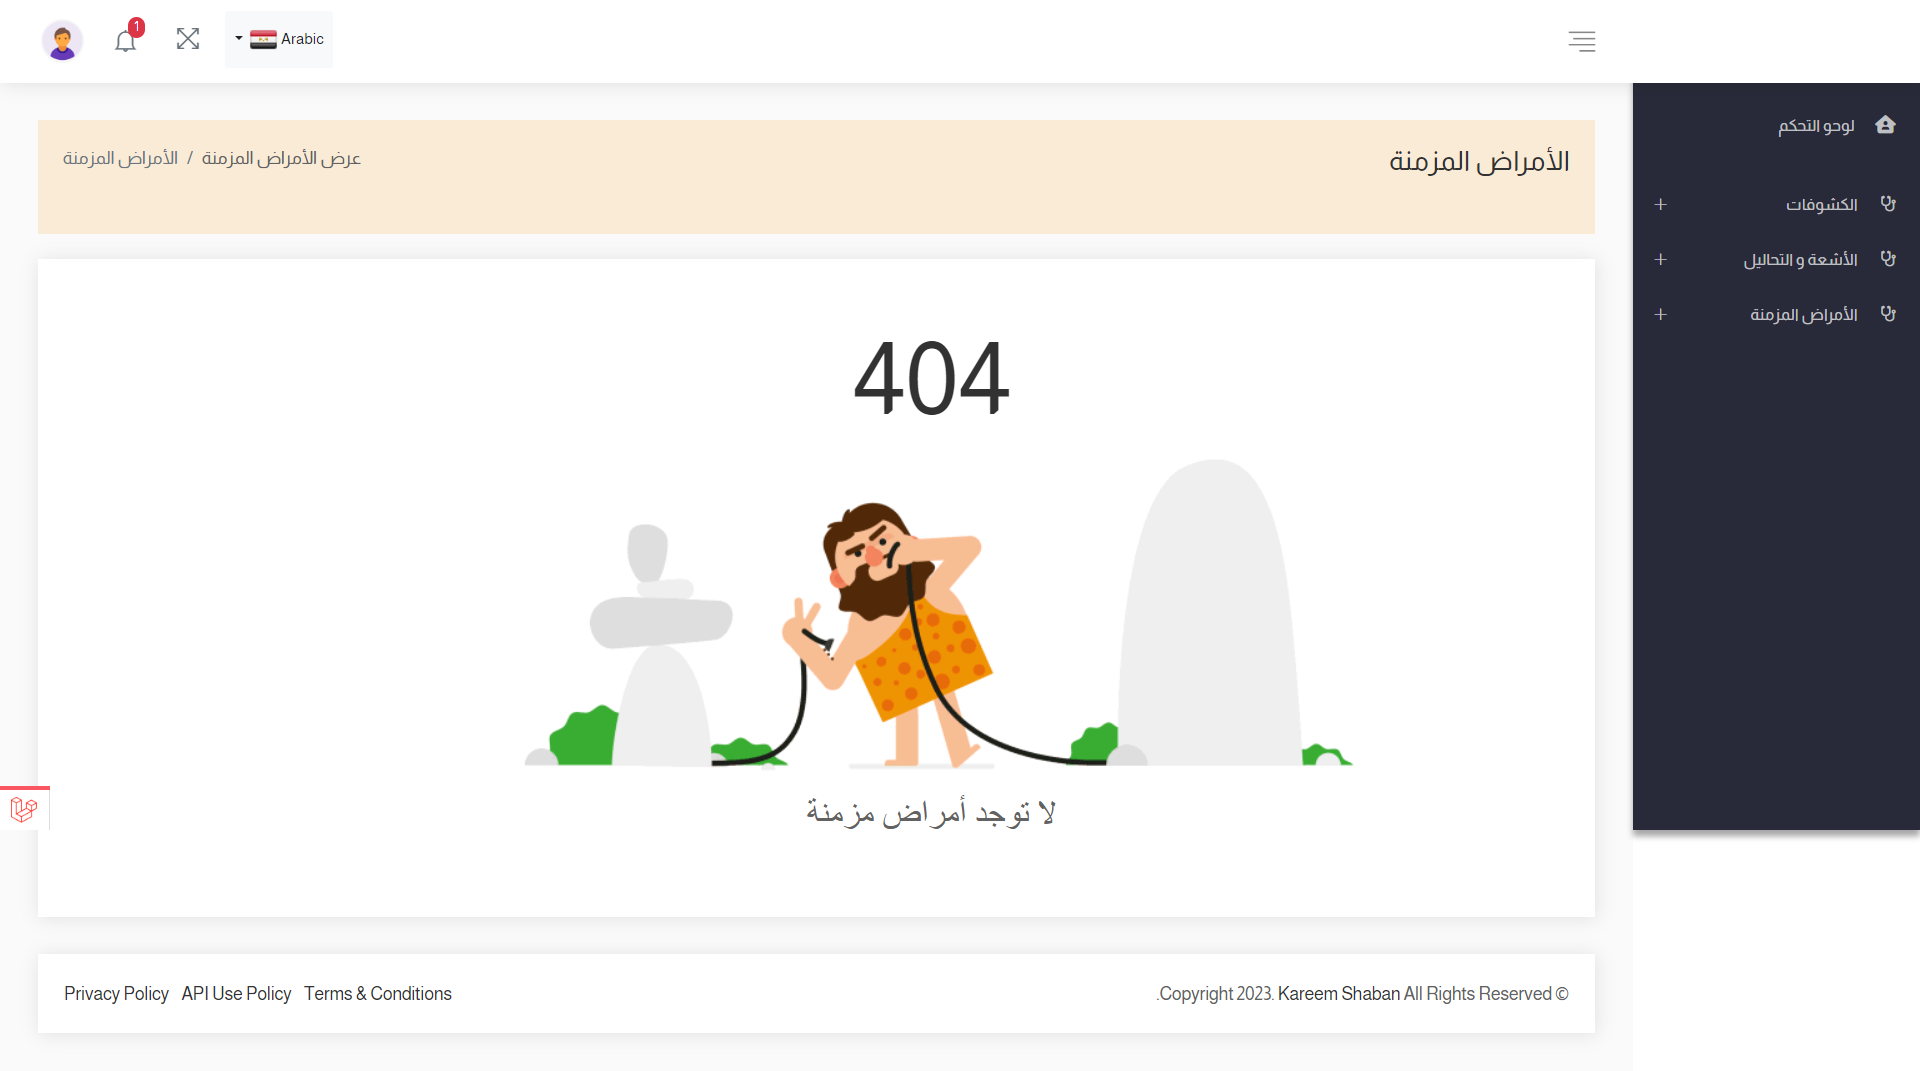 1
Arabic
لوحو التحكم
الكشوفات
الأشعة و التحاليل
الأمراض المزمنة
الأمراض المزمنة
عرض الأمراض المزمنة / الأمراض المزمنة
404
لا توجد أمراض مزمنة
.Copyright 2023. Kareem Shaban All Rights Reserved ©
Privacy Policy API Use Policy Terms & Conditions